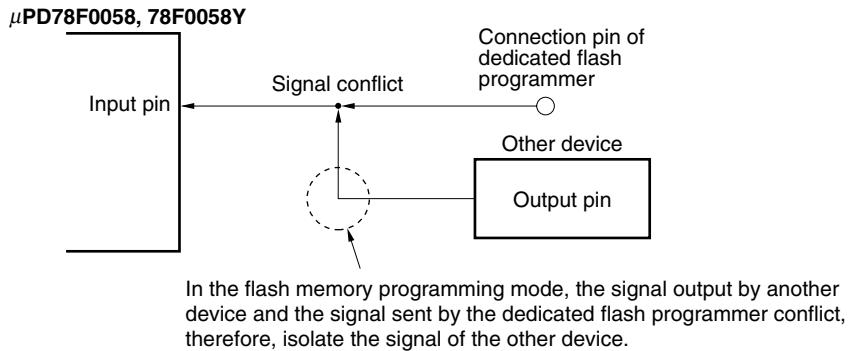 μPD78F0058, 78F0058Y
Connection pin of
dedicated flash
programmer
Signal conflict
Input pin
Other device
Output pin
In the flash memory programming mode, the signal output by another
device and the signal sent by the dedicated flash programmer conflict,
therefore, isolate the signal of the other device.